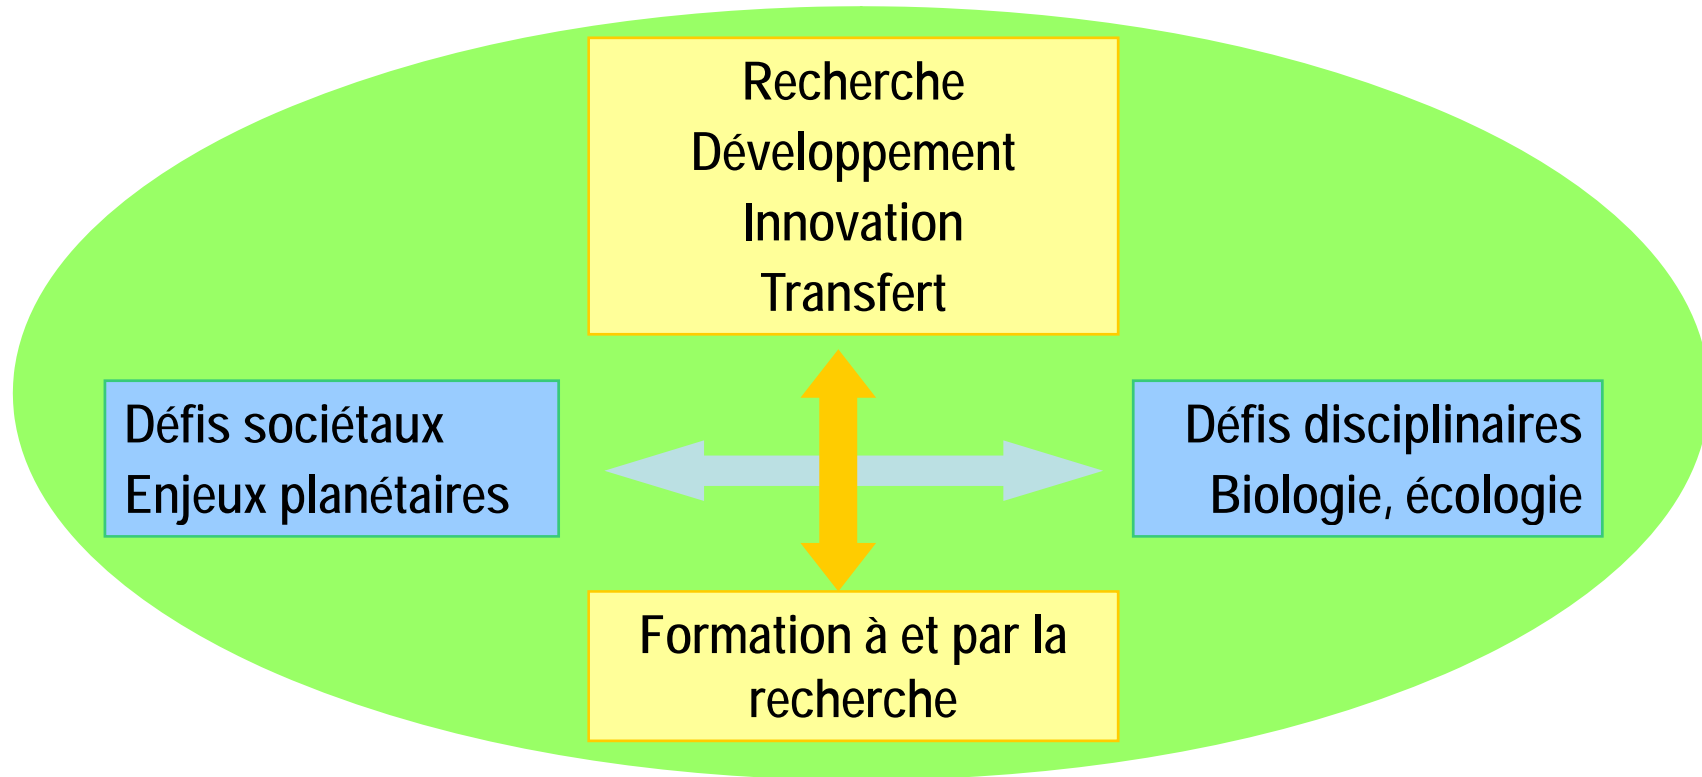 Recherche
Développement
Innovation
Transfert
Défis sociétaux
Enjeux planétaires
Défis disciplinaires
Biologie, écologie
Formation à et par la
recherche